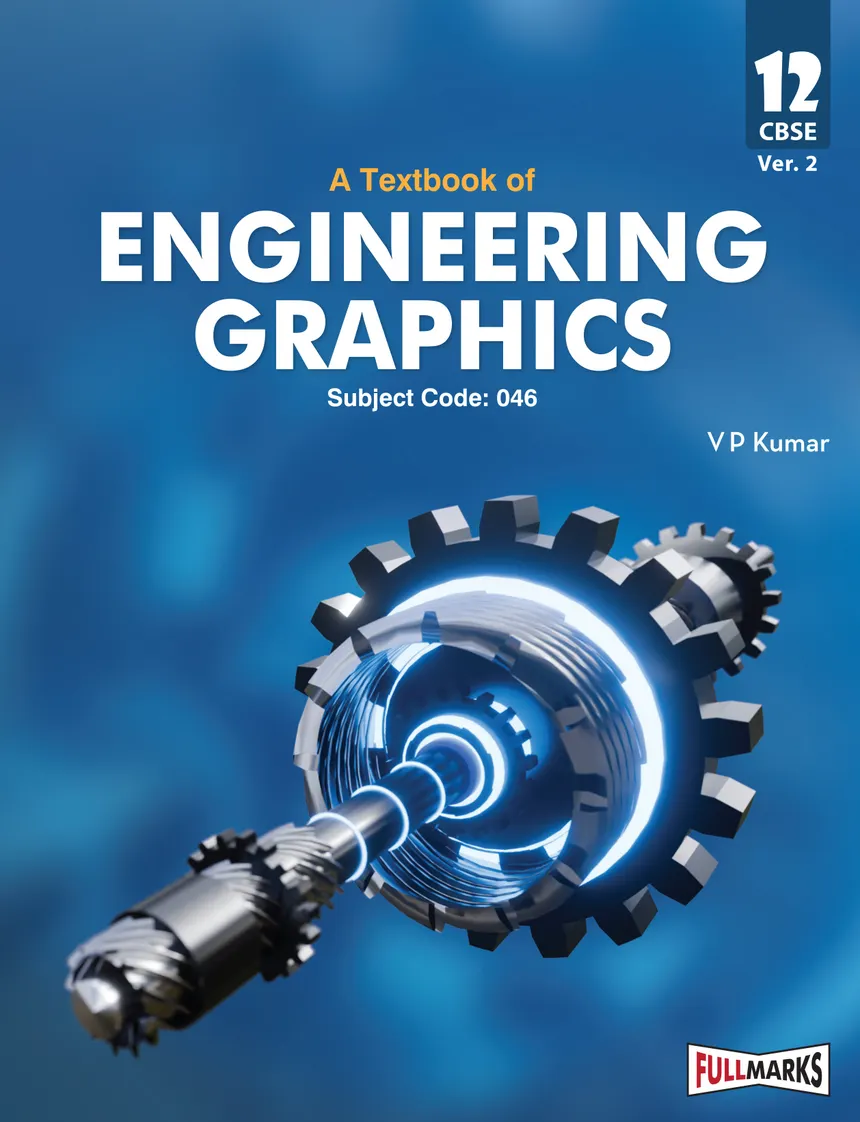 12
CBSE
Ver. 2
A Textbook of
ENGINEERING
GRAPHICS
Subject Code: 046
V P Kumar
FULLMARKS